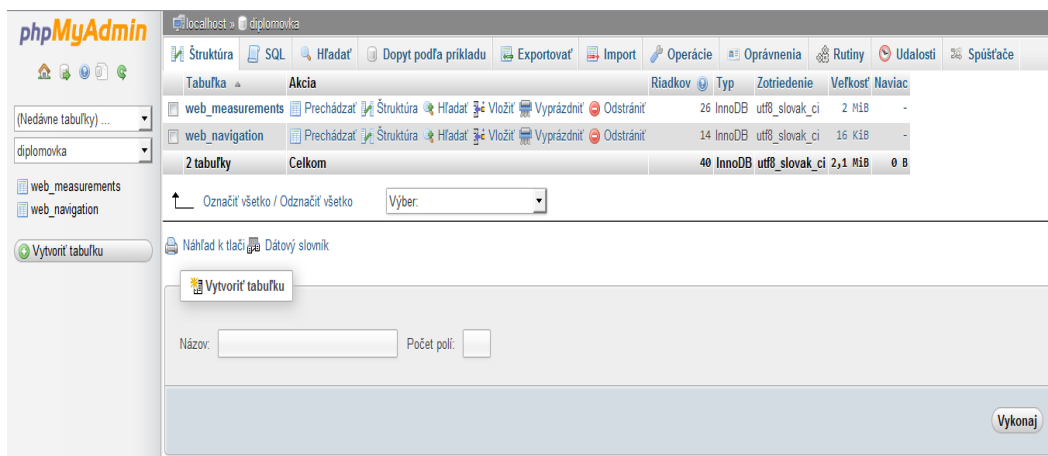 phpMyAdmin
(Nedávne tabuľky) ...
diplomovka
web_measurements
web_navigation
Vytvoriť tabuľku
localhost » diplomovka
Štruktúra SQL Hľadať Dopyt podľa príkladu Exportovať Import Operácie Oprávnenia Rutiny Udalosti Spúšťače
Tabuľka Akcia Riadkov Typ Zotriedenie Veľkosť Naviac
web_measurements Prechádzať Štruktúra Hľadať Vložiť Vyprázdniť Odstrániť 26 InnoDB utf8_slovak_ci 2 MiB -
web_navigation Prechádzať Štruktúra Hľadať Vložiť Vyprázdniť Odstrániť 14 InnoDB utf8_slovak_ci 16 KiB -
2 tabuľky Celkom 40 InnoDB utf8_slovak_ci 2,1 MiB 0 B
Označiť všetko / Odznačiť všetko Výber:
Náhľad k tlači Dátový slovník
Vytvoriť tabuľku
Názov: Počet polí:
Vykonaj